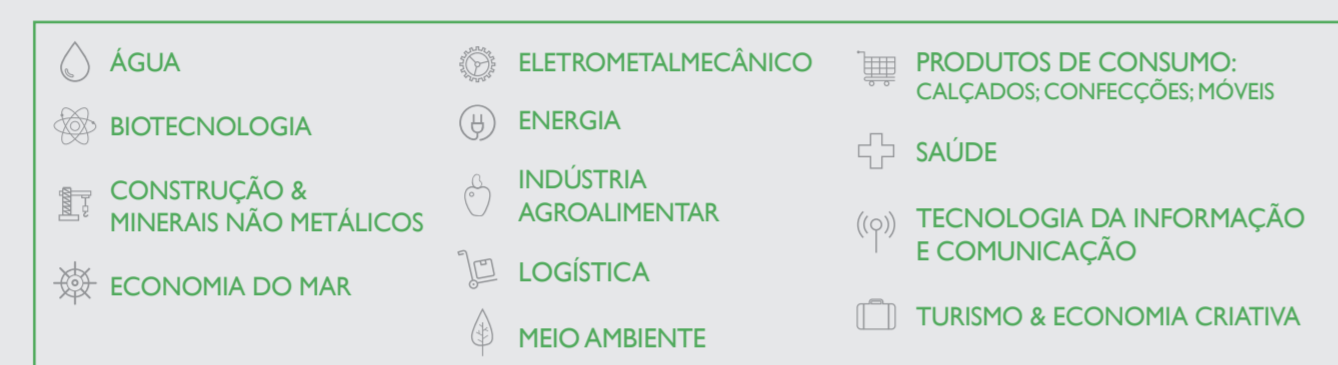 ÁGUA
BIOTECNOLOGIA
CONSTRUÇÃO &
MINERAIS NÃO METÁLICOS
ECONOMIA DO MAR
ELETROMETALMECÂNICO
ENERGIA
INDÚSTRIA
AGROALIMENTAR
LOGÍSTICA
MEIO AMBIENTE
PRODUTOS DE CONSUMO:
CALÇADOS; CONFECÇÕES; MÓVEIS
SAÚDE
TECNOLOGIA DA INFORMAÇÃO
E COMUNICAÇÃO
TURISMO & ECONOMIA CRIATIVA